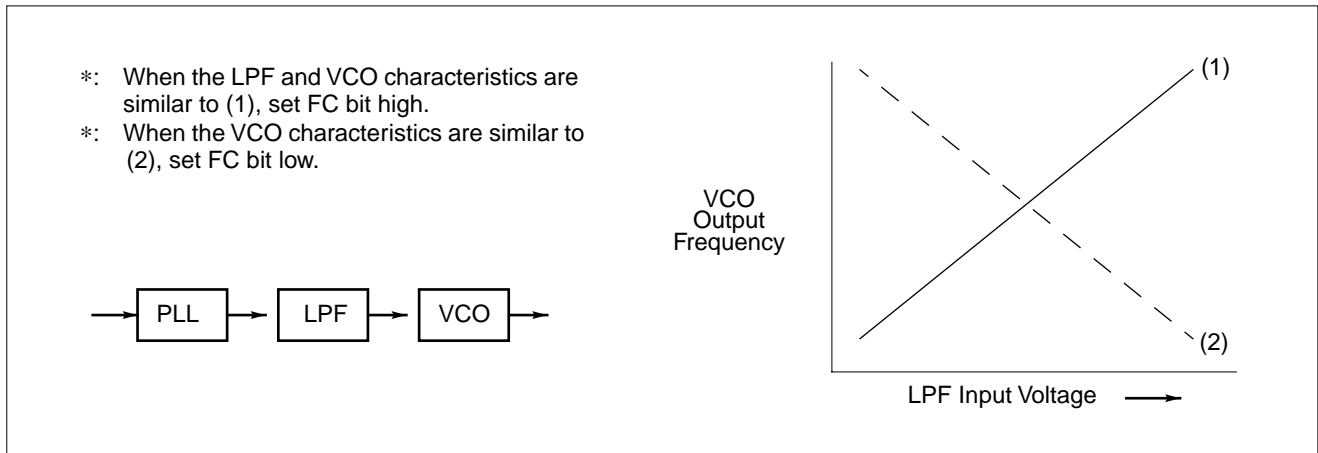 *: When the LPF and VCO characteristics are
similar to (1), set FC bit high.
*: When the VCO characteristics are similar to
(2), set FC bit low.
PLL
LPF
VCO
VCO
Output
Frequency
(1)
(2)
LPF Input Voltage